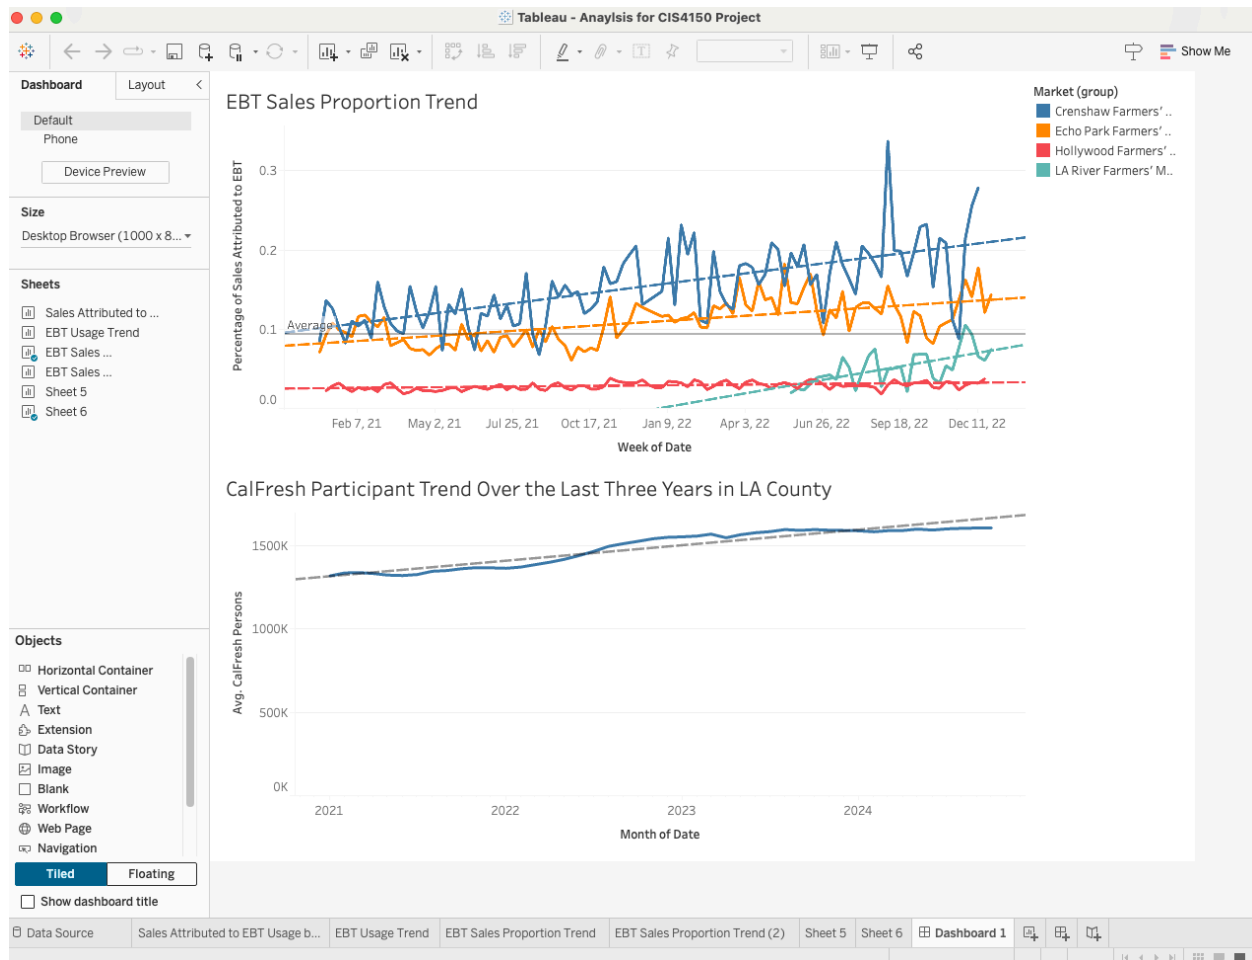 Tableau - Anaylsis for CIS4150 Project
Show Me
Dashboard
Layout
Default
Phone
Device Preview
Size
Desktop Browser (1000 x 8...
Sheets
Sales Attributed to ...
EBT Usage Trend
EBT Sales ...
EBT Sales ...
Sheet 5
Sheet 6
Objects
Horizontal Container
Vertical Container
Text
Extension
Data Story
Image
Blank
Workflow
Web Page
Navigation
Tiled
Floating
Show dashboard title
EBT Sales Proportion Trend
Percentage of Sales Attributed to EBT
0.3
0.2
0.1
0.0
Average
Feb 7, 21 May 2, 21 Jul 25, 21 Oct 17, 21 Jan 9, 22 Apr 3, 22 Jun 26, 22 Sep 18, 22 Dec 11, 22
Week of Date
Market (group)
Crenshaw Farmers' ..
Echo Park Farmers' ..
Hollywood Farmers' ..
LA River Farmers' M..
CalFresh Participant Trend Over the Last Three Years in LA County
Avg. CalFresh Persons
1500K
1000K
500K
0K
2021 2022 2023 2024
Month of Date
Data Source
Sales Attributed to EBT Usage b...
EBT Usage Trend
EBT Sales Proportion Trend
EBT Sales Proportion Trend (2)
Sheet 5
Sheet 6
Dashboard 1